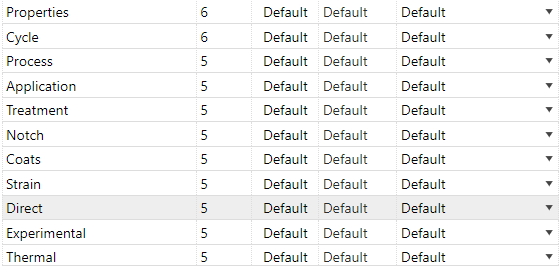 Properties 6 Default Default Default
Cycle 6 Default Default Default
Process 5 Default Default Default
Application 5 Default Default Default
Treatment 5 Default Default Default
Notch 5 Default Default Default
Coats 5 Default Default Default
Strain 5 Default Default Default
Direct 5 Default Default Default
Experimental 5 Default Default Default
Thermal 5 Default Default Default